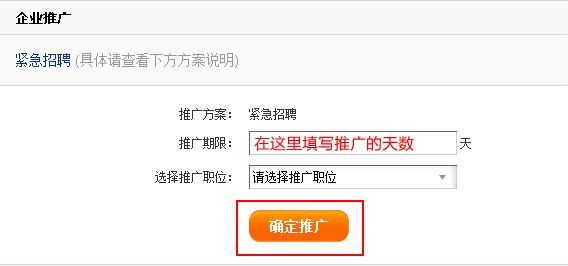 企业推广
紧急招聘 (具体请查看下方方案说明)
推广方案： 紧急招聘
推广期限： 在这里填写推广的天数 天
选择推广职位： 请选择推广职位
确定推广